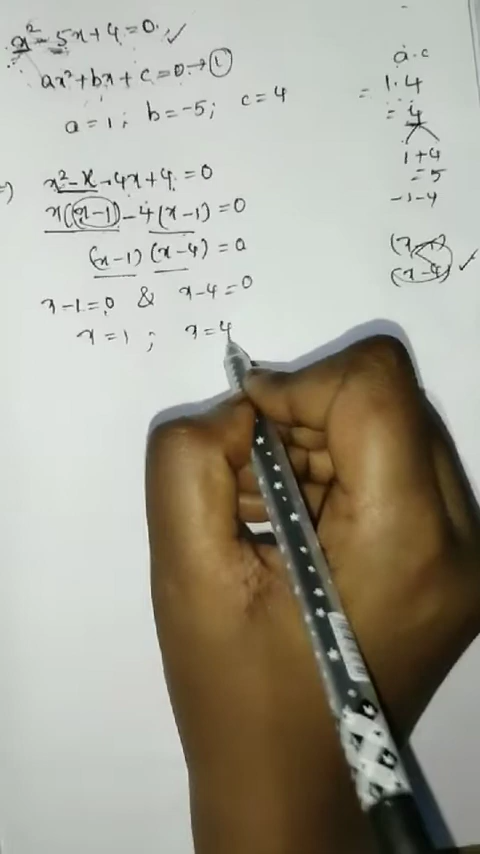 x² - 5x + 4 = 0. ✓
ax² + bx + c = 0 → ①
a = 1 ; b = -5 ; c = 4
⇒ x² - x - 4x + 4 = 0
x(x-1) - 4(x-1) = 0
(x-1) (x-4) = 0
x-1 = 0 & x-4 = 0
x = 1 ; x = 4
a.c
= 1.4
= 4
1+4
= 5
-1-4
(x-4) ✓